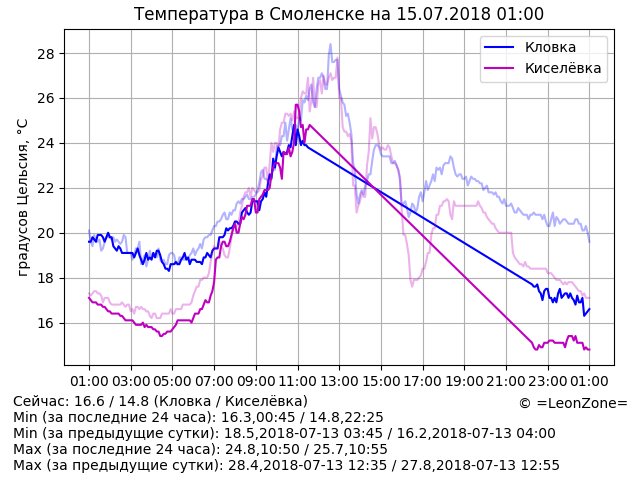 Температура в Смоленске на 15.07.2018 01:00
Кловка
Киселёвка
градусов Цельсия, °C
28
26
24
22
20
18
16
01:00 03:00 05:00 07:00 09:00 11:00 13:00 15:00 17:00 19:00 21:00 23:00 01:00
Сейчас: 16.6 / 14.8 (Кловка / Киселёвка)
© =LeonZone=
Min (за последние 24 часа): 16.3,00:45 / 14.8,22:25
Min (за предыдущие сутки): 18.5,2018-07-13 03:45 / 16.2,2018-07-13 04:00
Max (за последние 24 часа): 24.8,10:50 / 25.7,10:55
Max (за предыдущие сутки): 28.4,2018-07-13 12:35 / 27.8,2018-07-13 12:55